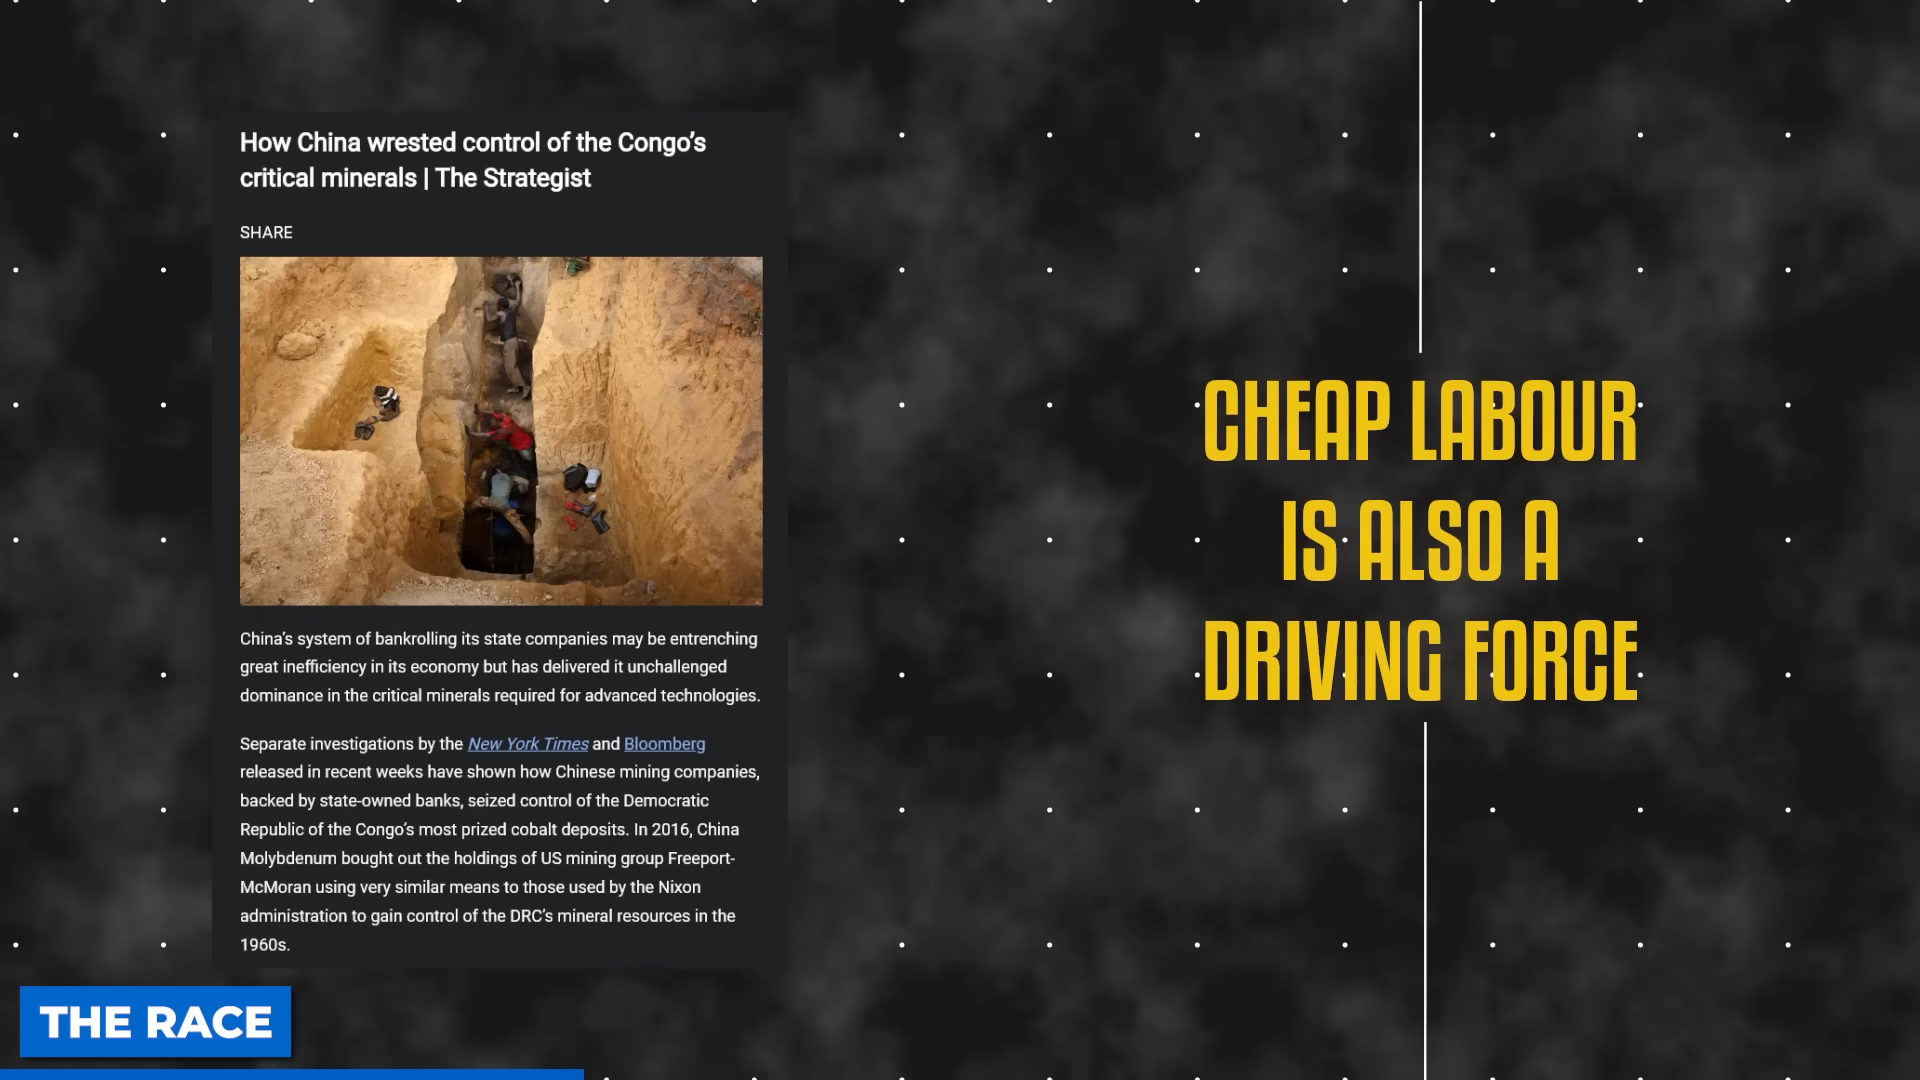 How China wrested control of the Congo’s
critical minerals | The Strategist
SHARE
China’s system of bankrolling its state companies may be entrenching
great inefficiency in its economy but has delivered it unchallenged
dominance in the critical minerals required for advanced technologies.
Separate investigations by the New York Times and Bloomberg
released in recent weeks have shown how Chinese mining companies,
backed by state-owned banks, seized control of the Democratic
Republic of the Congo’s most prized cobalt deposits. In 2016, China
Molybdenum bought out the holdings of US mining group Freeport-
McMoran using very similar means to those used by the Nixon
administration to gain control of the DRC’s mineral resources in the
1960s.
CHEAP LABOUR
IS ALSO A
DRIVING FORCE
THE RACE